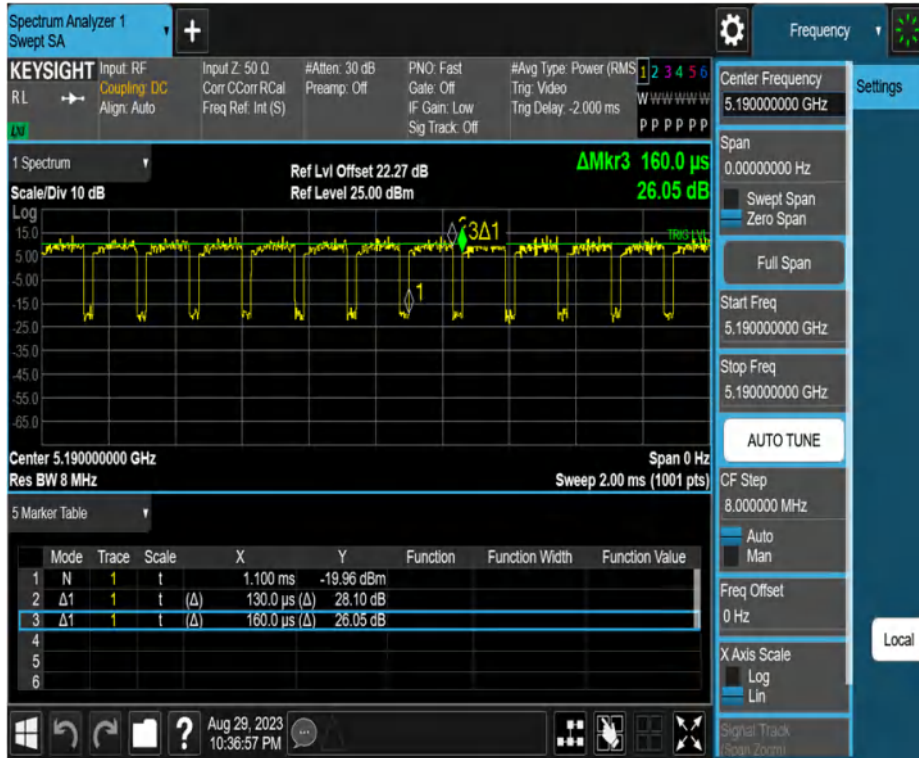 Spectrum Analyzer 1
Swept SA
Frequency
KEYSIGHT Input: RF Input Z: 50 Ω #Atten: 30 dB PNO: Fast #Avg Type: Power (RMS 1 2 3 4 5 6
RL Coupling: DC Corr CCorr RCal Preamp: Off Gate: Off Trig: Video W W W W W W
Align: Auto Freq Ref: Int (S) IF Gain: Low Trig Delay: -2.000 ms
LXI Sig Track: Off P P P P P P
1 Spectrum
Scale/Div 10 dB
Ref Lvl Offset 22.27 dB
Ref Level 25.00 dBm
ΔMkr3 160.0 µs
26.05 dB
Log
15.0
5.00
-5.00
-15.0
-25.0
-35.0
-45.0
-55.0
-65.0
3Δ1
1
TRIG LVL
Center 5.190000000 GHz Span 0 Hz
Res BW 8 MHz Sweep 2.00 ms (1001 pts)
5 Marker Table
Mode Trace Scale X Y Function Function Width Function Value
1 N 1 t 1.100 ms -19.96 dBm
2 Δ1 1 t (Δ) 130.0 µs (Δ) 28.10 dB
3 Δ1 1 t (Δ) 160.0 µs (Δ) 26.05 dB
4
5
6
Aug 29, 2023
10:36:57 PM
Center Frequency
5.190000000 GHz
Span
0.00000000 Hz
Swept Span
Zero Span
Full Span
Start Freq
5.190000000 GHz
Stop Freq
5.190000000 GHz
AUTO TUNE
CF Step
8.000000 MHz
Auto
Man
Freq Offset
0 Hz
X Axis Scale
Log
Lin
Signal Track
(Span Zoom)
Settings
Local